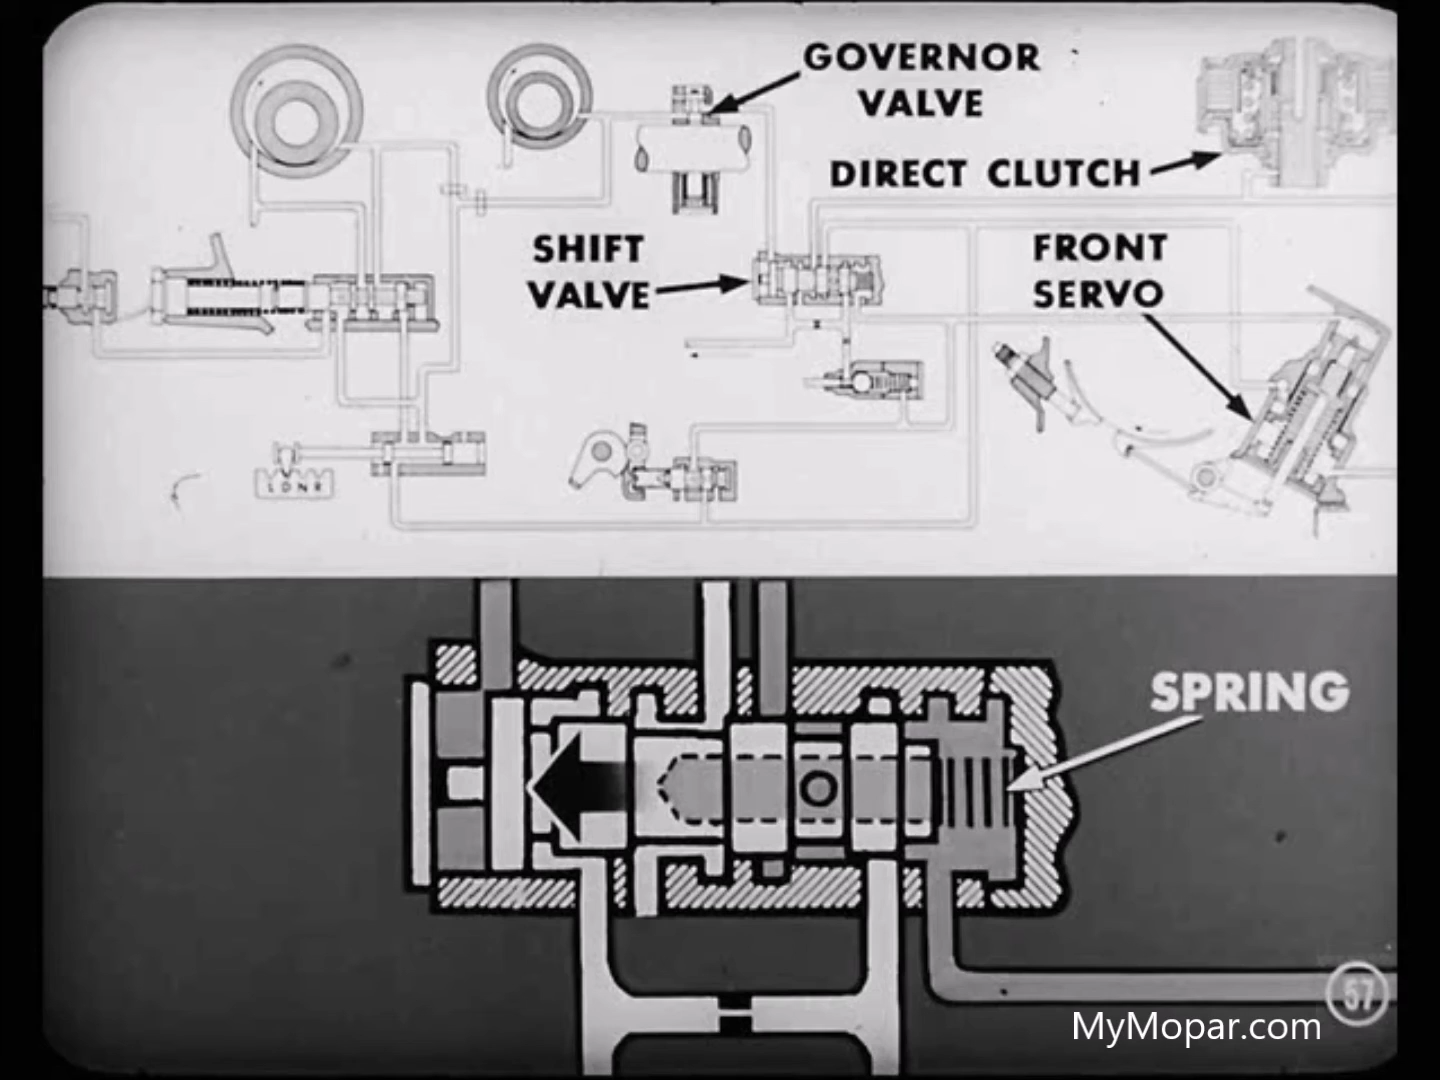 GOVERNOR
VALVE
DIRECT CLUTCH
SHIFT
VALVE
FRONT
SERVO
L D N R
SPRING
57
MyMopar.com